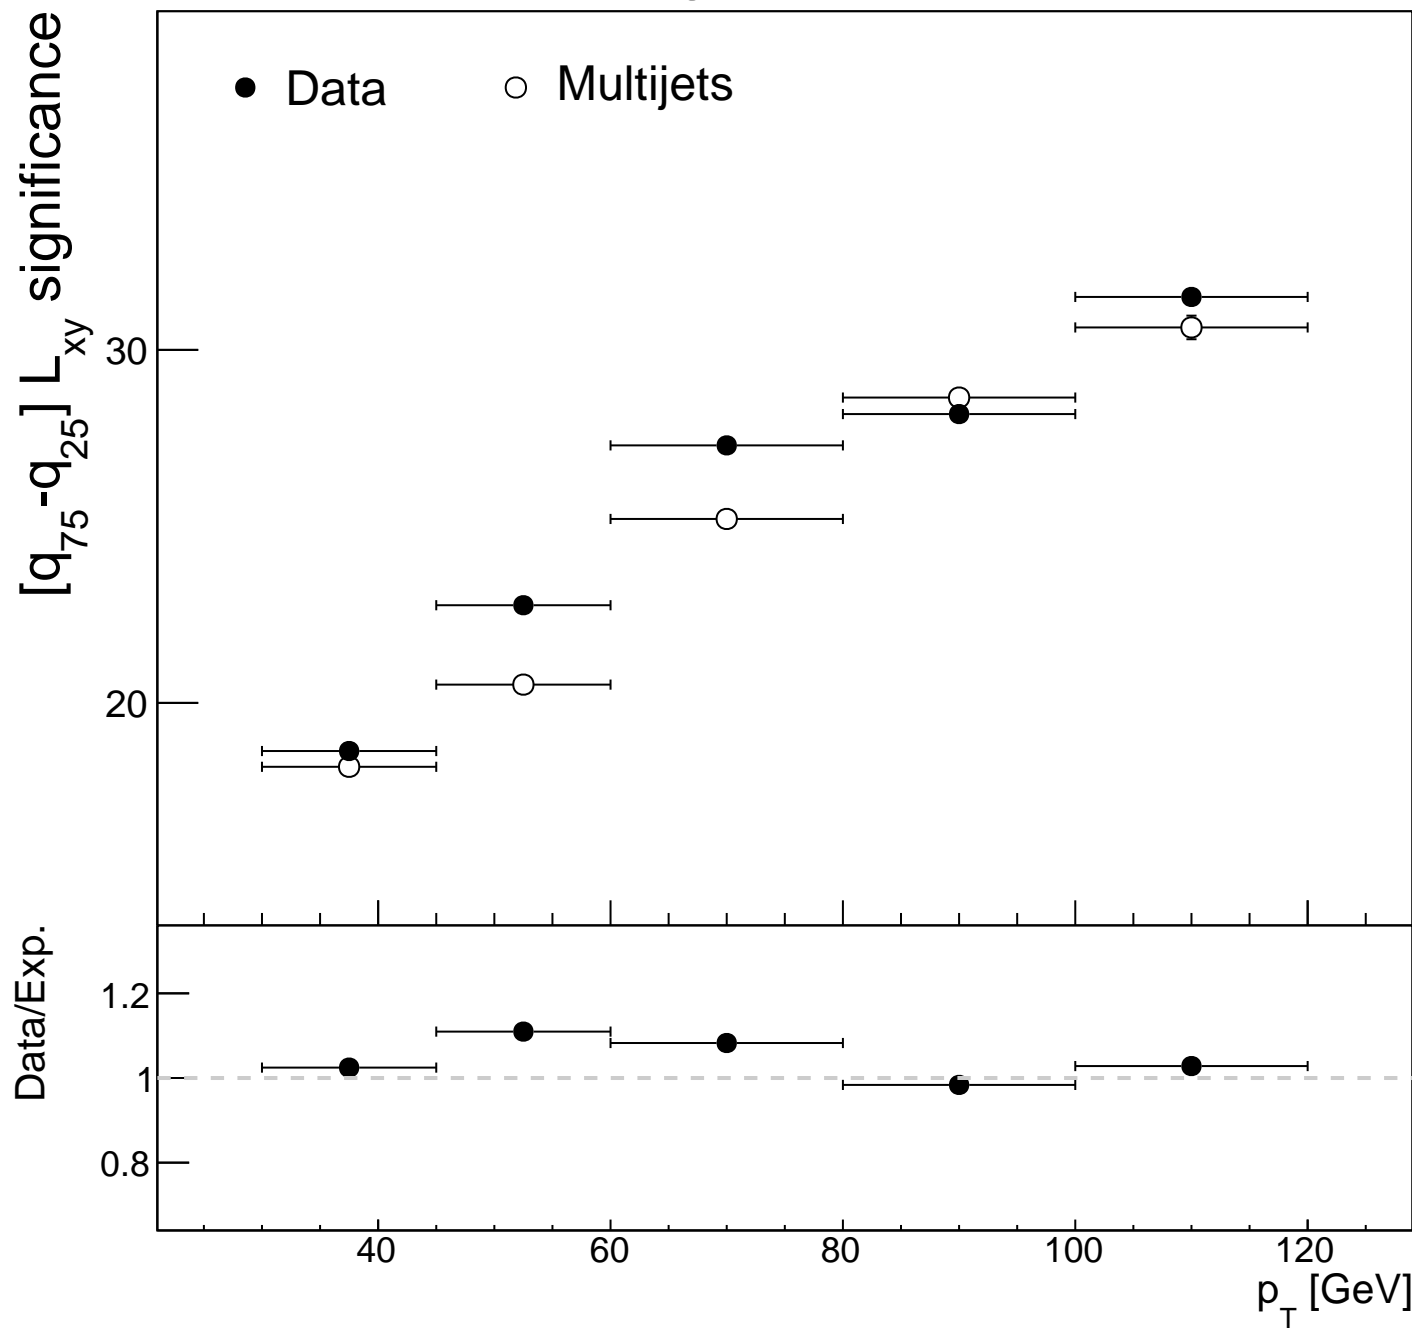 [q75-q25] Lxy significance
Data
Multijets
30
20
Data/Exp.
1.2
1
0.8
40 60 80 100 120
pT [GeV]